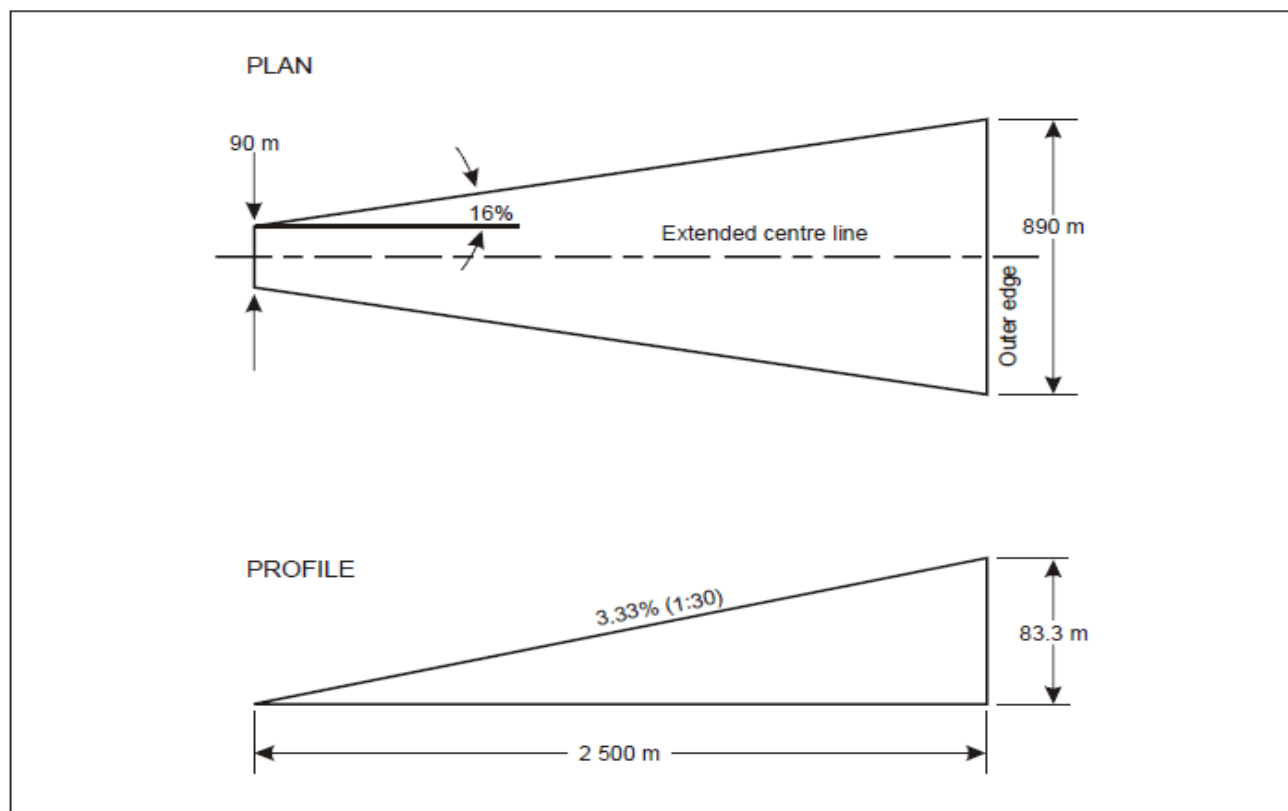 PLAN
90 m
16%
Extended centre line
890 m
Outer edge
PROFILE
3.33% (1:30)
83.3 m
2 500 m